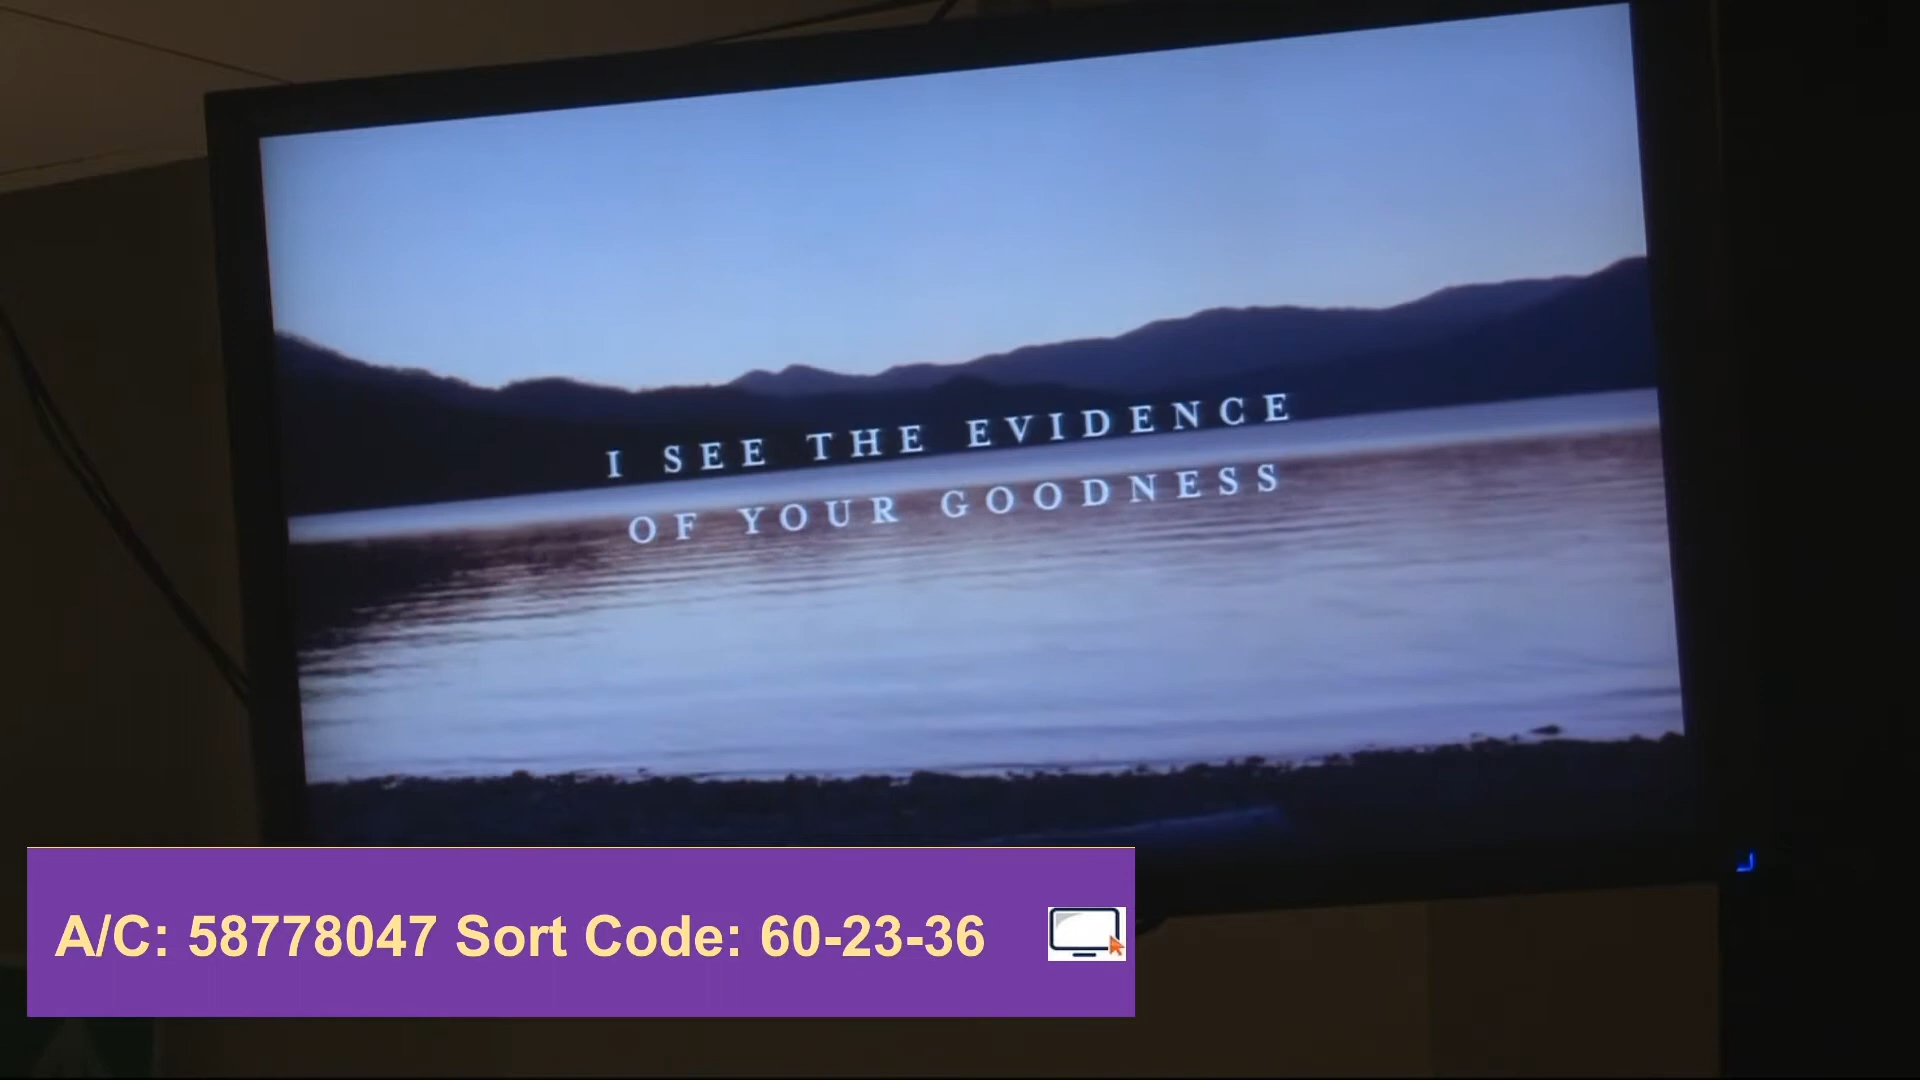 I SEE THE EVIDENCE
OF YOUR GOODNESS
A/C: 58778047 Sort Code: 60-23-36